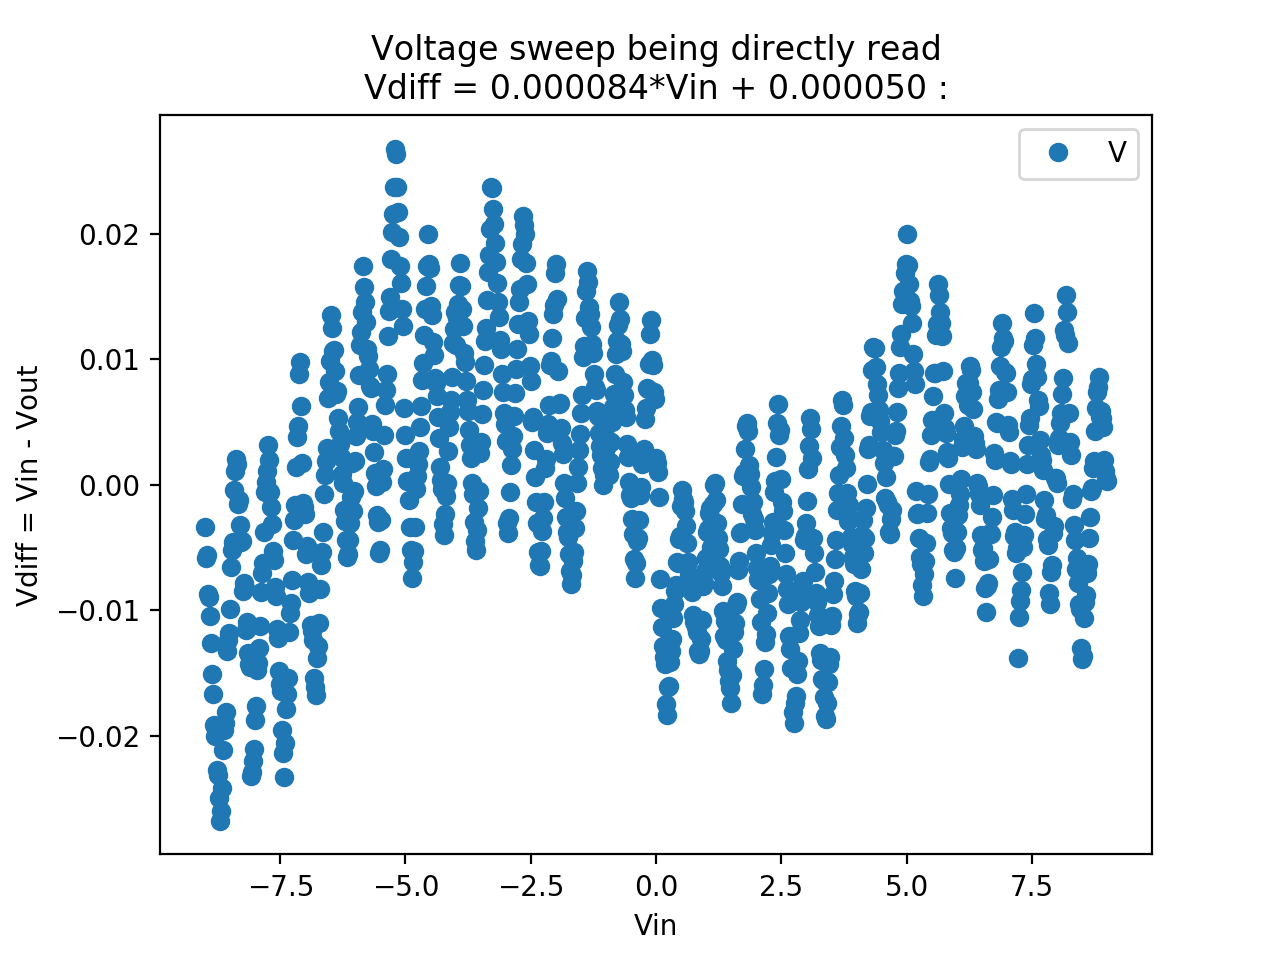 Voltage sweep being directly read
Vdiff = 0.000084*Vin + 0.000050 :
V
Vdiff = Vin - Vout
0.02
0.01
0.00
−0.01
−0.02
−7.5
−5.0
−2.5
0.0
2.5
5.0
7.5
Vin